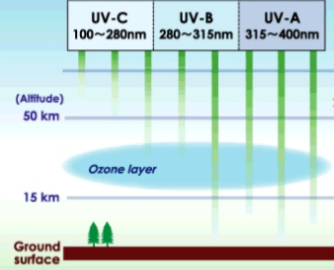 UV-C UV-B UV-A
100～280nm 280～315nm 315～400nm
(Altitude)
50 km
Ozone layer
15 km
Ground
surface